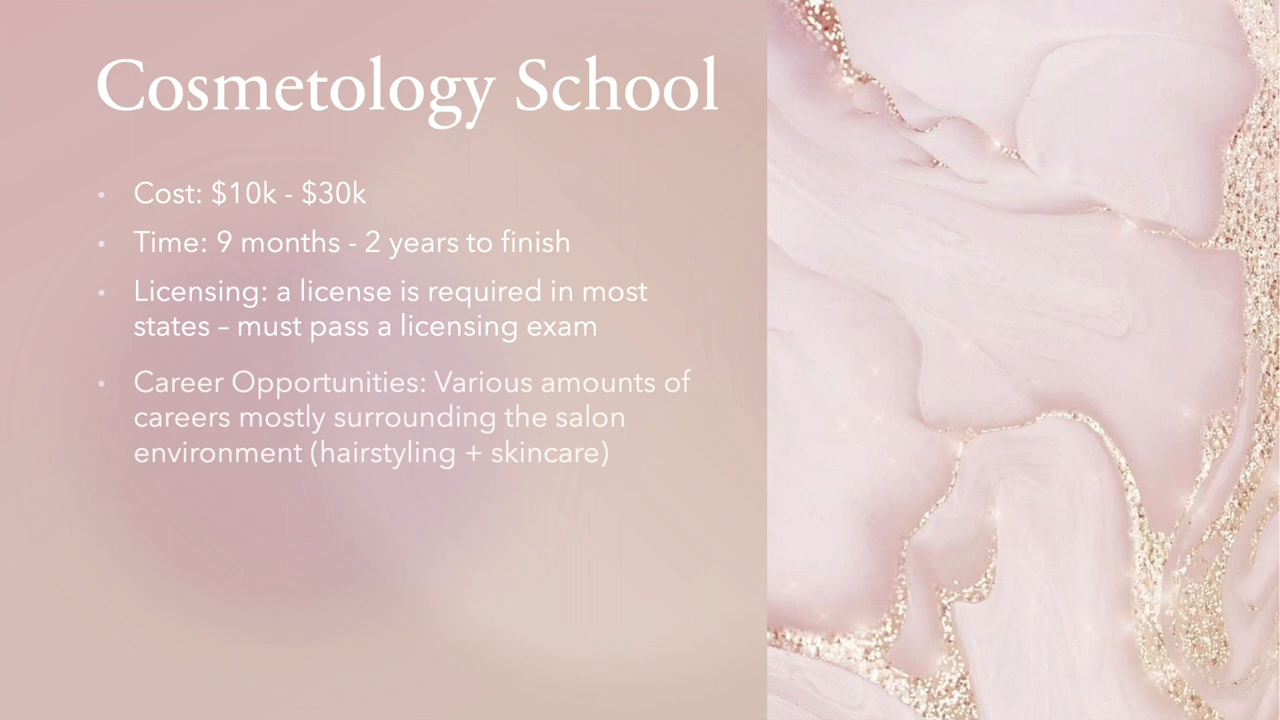 Cosmetology School
• Cost: $10k - $30k
• Time: 9 months - 2 years to finish
• Licensing: a license is required in most
states – must pass a licensing exam
• Career Opportunities: Various amounts of
careers mostly surrounding the salon
environment (hairstyling + skincare)